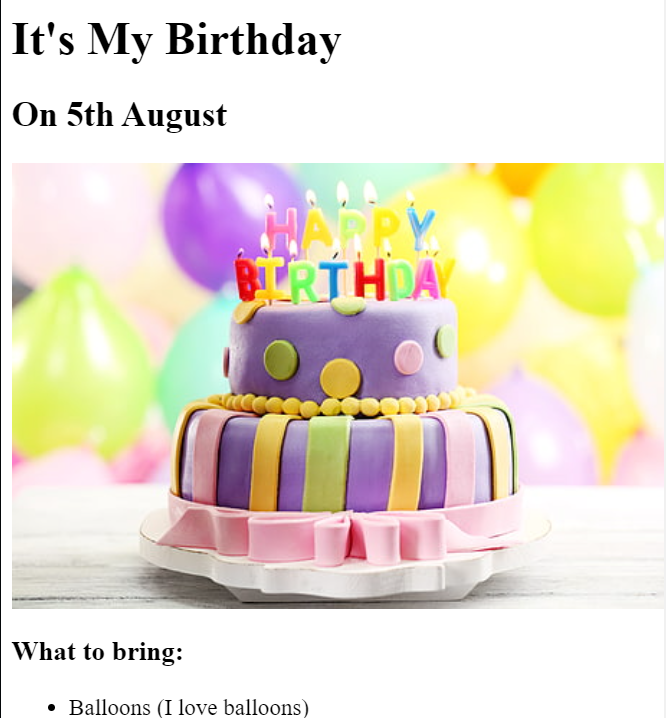 It's My Birthday
On 5th August
HAPPY
BIRTHDAY
What to bring:
Balloons (I love balloons)